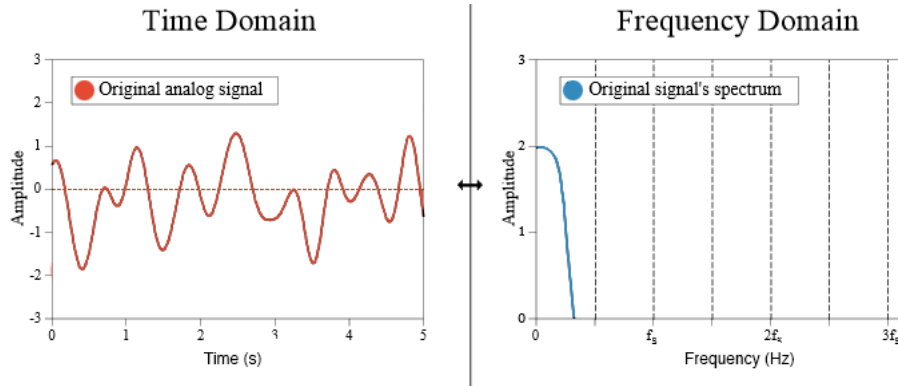 Time Domain
Original analog signal
Amplitude
3
2
1
0
-1
-2
-3
0
1
2
3
4
5
Time (s)
Frequency Domain
Original signal's spectrum
Amplitude
3
2
1
0
0
fs
2fs
3fs
Frequency (Hz)